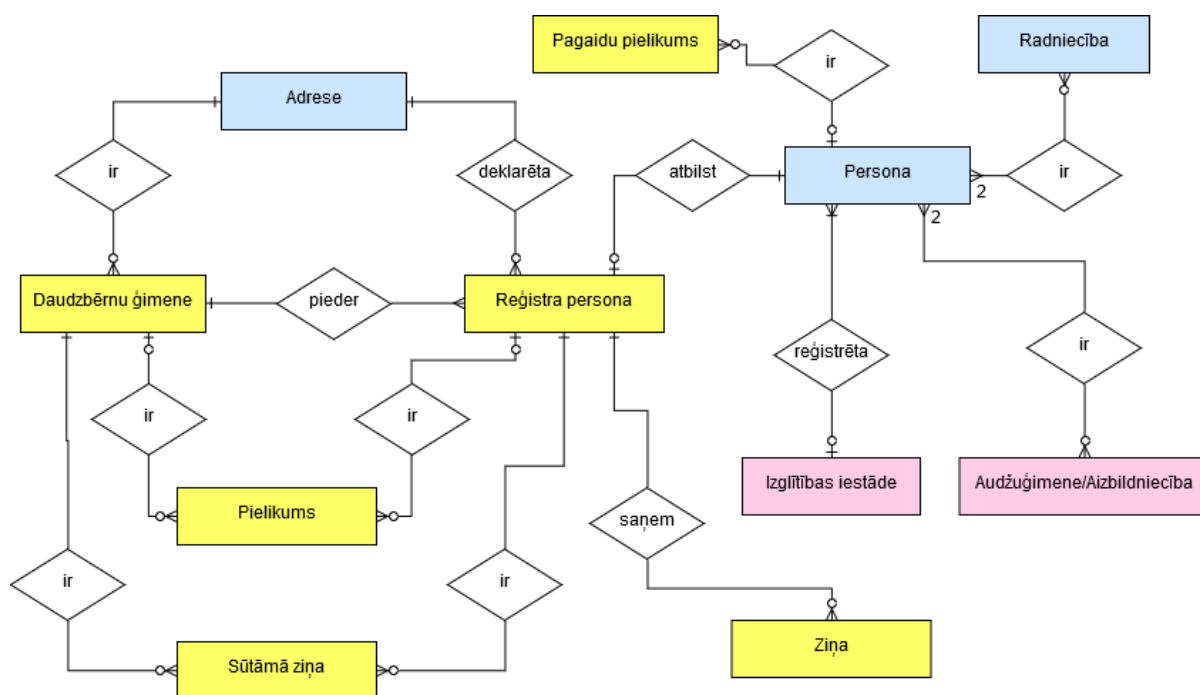 Pagaidu pielikums
ir
Radniecība
Adrese
ir
deklarēta
atbilst
Persona
2
ir
2
Daudzbērnu ģimene
pieder
Reģistra persona
reģistrēta
ir
ir
ir
Pielikums
Izglītības iestāde
Audžuģimene/Aizbildniecība
saņem
ir
ir
Sūtāmā ziņa
Ziņa